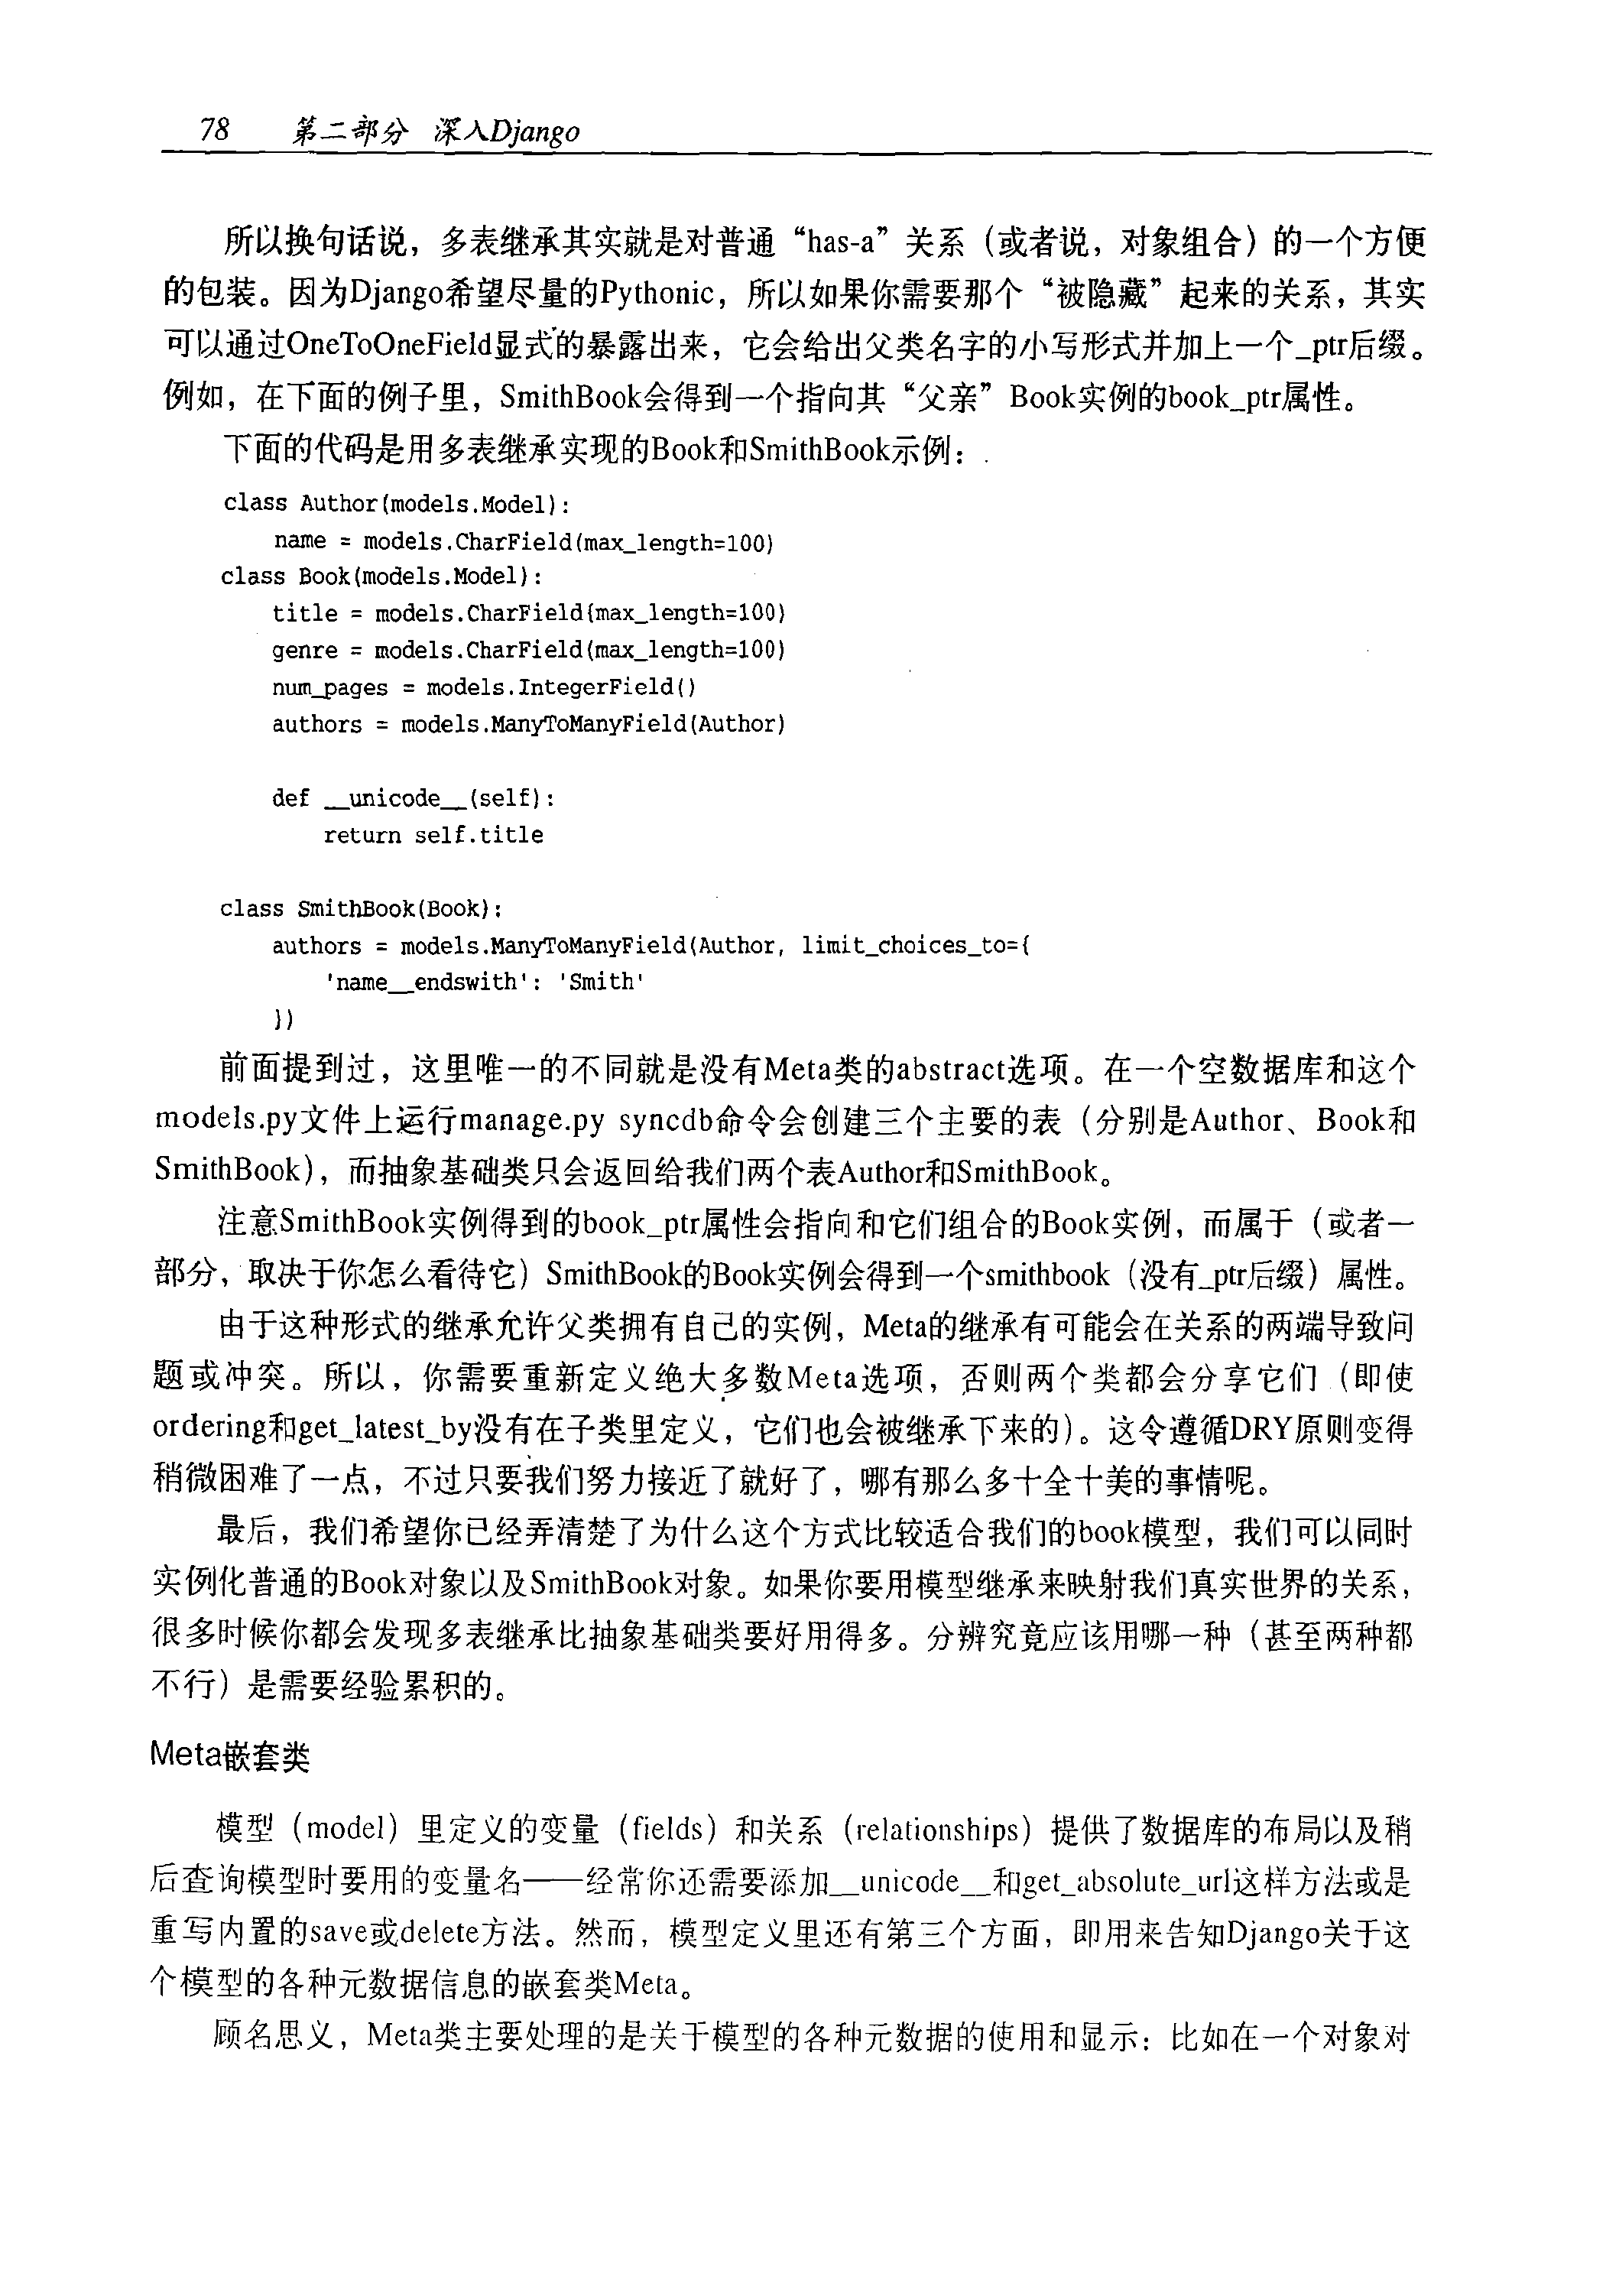 78 第二部分 深入Django
所以换句话说，多表继承其实就是对普通“has-a”关系（或者说，对象组合）的一个方便
的包装。因为Django希望尽量的Pythonic，所以如果你需要那个“被隐藏”起来的关系，其实
可以通过OneToOneField显式的暴露出来，它会给出父类名字的小写形式并加上一个_ptr后缀。
例如，在下面的例子里，SmithBook会得到一个指向其“父亲”Book实例的book_ptr属性。
下面的代码是用多表继承实现的Book和SmithBook示例：
class Author(models.Model):
    name = models.CharField(max_length=100)
class Book(models.Model):
    title = models.CharField(max_length=100)
    genre = models.CharField(max_length=100)
    num_pages = models.IntegerField()
    authors = models.ManyToManyField(Author)
    def __unicode__(self):
        return self.title
class SmithBook(Book):
    authors = models.ManyToManyField(Author, limit_choices_to={
        'name__endswith': 'Smith'
    })
前面提到过，这里唯一的不同就是没有Meta类的abstract选项。在一个空数据库和这个
models.py文件上运行manage.py syncdb命令会创建三个主要的表（分别是Author、Book和
SmithBook），而抽象基础类只会返回给我们两个表Author和SmithBook。
注意SmithBook实例得到的book_ptr属性会指向和它们组合的Book实例，而属于（或者一
部分，取决于你怎么看待它）SmithBook的Book实例会得到一个smithbook（没有_ptr后缀）属性。
由于这种形式的继承允许父类拥有自己的实例，Meta的继承有可能会在关系的两端导致问
题或冲突。所以，你需要重新定义绝大多数Meta选项，否则两个类都会分享它们（即使
ordering和get_latest_by没有在子类里定义，它们也会被继承下来的）。这令遵循DRY原则变得
稍微困难了一点，不过只要我们努力接近了就好了，哪有那么多十全十美的事情呢。
最后，我们希望你已经弄清楚了为什么这个方式比较适合我们的book模型，我们可以同时
实例化普通的Book对象以及SmithBook对象。如果你要用模型继承来映射我们真实世界的关系，
很多时候你都会发现多表继承比抽象基础类要好用得多。分辨究竟应该用哪一种（甚至两种都
不行）是需要经验累积的。
Meta嵌套类
模型（model）里定义的变量（fields）和关系（relationships）提供了数据库的布局以及稍
后查询模型时要用的变量名——经常你还需要添加__unicode__和get_absolute_url这样方法或是
重写内置的save或delete方法。然而，模型定义里还有第三个方面，即用来告知Django关于这
个模型的各种元数据信息的嵌套类Meta。
顾名思义，Meta类主要处理的是关于模型的各种元数据的使用和显示：比如在一个对象对